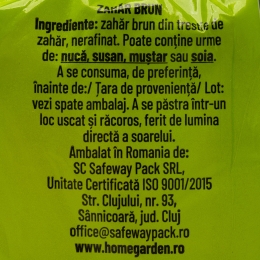 ZAHĂR BRUN
Ingrediente: zahăr brun din trestie de
zahăr, nerafinat. Poate conține urme
de: nucă, susan, muștar sau soia.
A se consuma, de preferință,
înainte de:/ Țara de proveniență/ Lot:
vezi spate ambalaj. A se păstra într-un
loc uscat și răcoros, ferit de lumina
directă a soarelui.
Ambalat în Romania de:
SC Safeway Pack SRL,
Unitate Certificată ISO 9001/2015
Str. Clujului, nr. 93,
Sânnicoară, jud. Cluj
office@safewaypack.ro
www.homegarden.ro